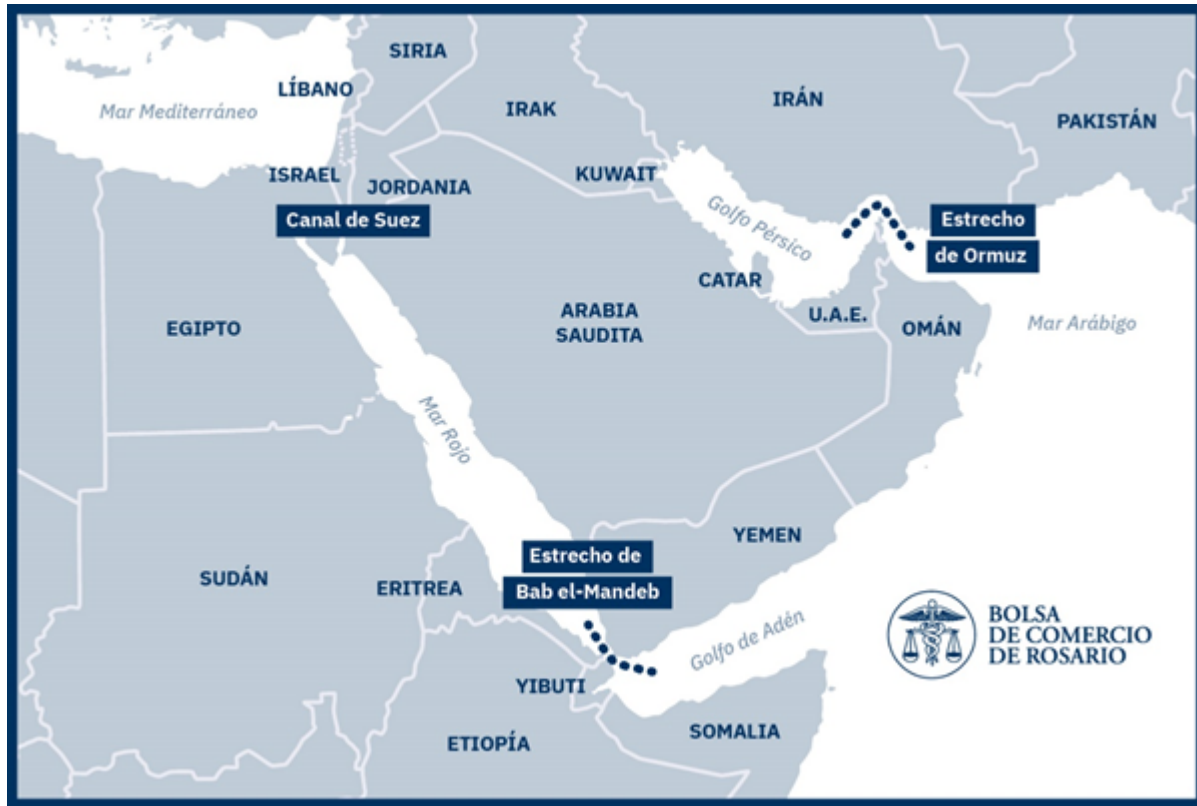 SIRIA
LÍBANO
Mar Mediterráneo
IRAK
IRÁN
PAKISTÁN
ISRAEL
JORDANIA
KUWAIT
Canal de Suez
Golfo Pérsico
Estrecho
de Ormuz
CATAR
EGIPTO
ARABIA
SAUDITA
U.A.E.
OMÁN
Mar Arábigo
Mar Rojo
YEMEN
Estrecho de
Bab el-Mandeb
SUDÁN
ERITREA
Golfo de Adén
BOLSA
DE COMERCIO
DE ROSARIO
YIBUTI
ETIOPÍA
SOMALIA